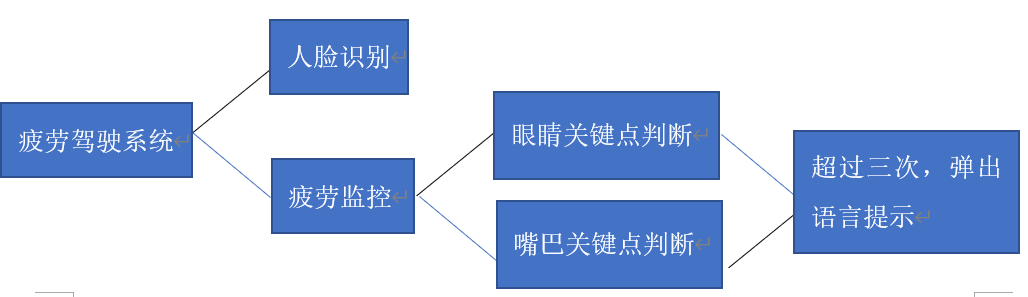 人脸识别
疲劳驾驶系统
疲劳监控
眼睛关键点判断
嘴巴关键点判断
超过三次，弹出
语言提示